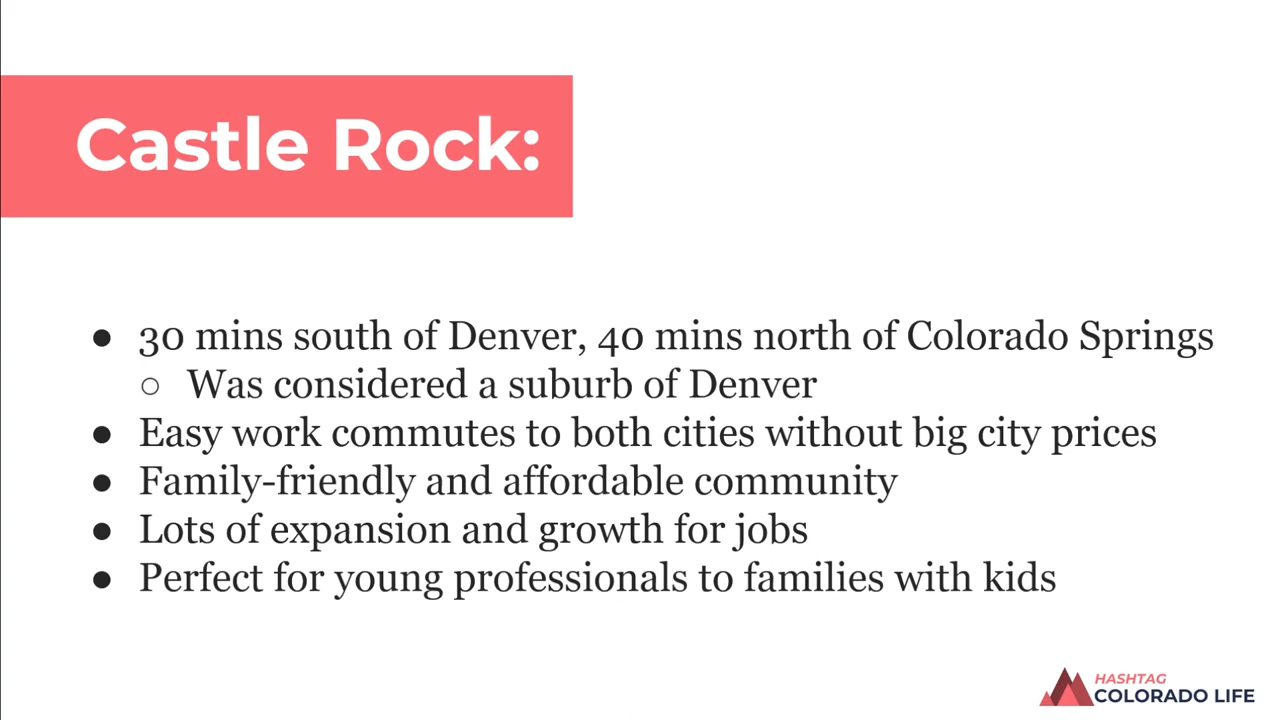 Castle Rock:
● 30 mins south of Denver, 40 mins north of Colorado Springs
○ Was considered a suburb of Denver
● Easy work commutes to both cities without big city prices
● Family-friendly and affordable community
● Lots of expansion and growth for jobs
● Perfect for young professionals to families with kids
HASHTAG
COLORADO LIFE